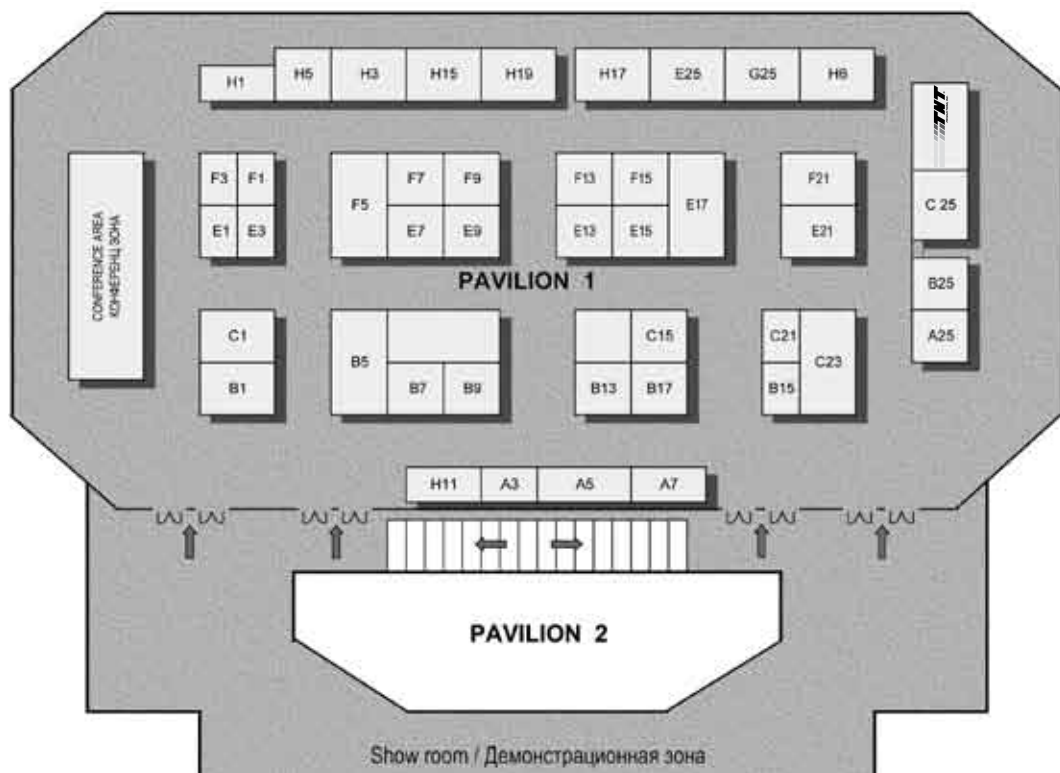 H1
H5
H3
H15
H19
H17
E25
G25
H6
TNT
C 25
B25
A25
CONFERENCE AREA
КОНФЕРЕНЦ ЗОНА
F3
F1
E1
E3
F5
F7
F9
E7
E9
F13
F15
E13
E15
E17
F21
E21
PAVILION 1
C1
B1
B5
B7
B9
C15
B13
B17
C21
B15
C23
H11
A3
A5
A7
PAVILION 2
Show room / Демонстрационная зона